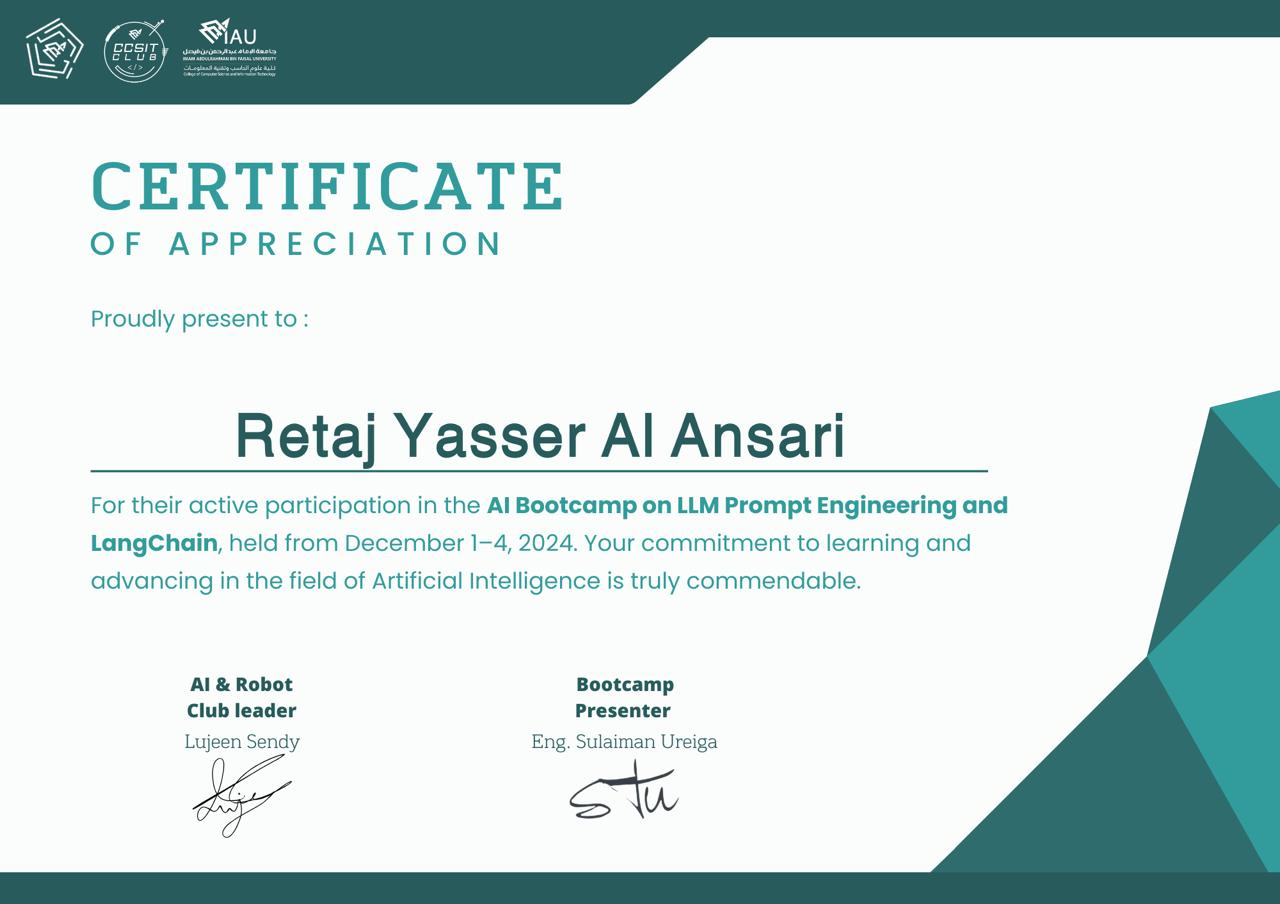 CCSIT
CLUB
</>
IAU
جامعة الإمام عبدالرحمن بن فيصل
IMAM ABDULRAHMAN BIN FAISAL UNIVERSITY
كلية علوم الحاسب وتقنية المعلومات
College of Computer Science and Information Technology
CERTIFICATE
OF APPRECIATION
Proudly present to :
Retaj Yasser Al Ansari
For their active participation in the AI Bootcamp on LLM Prompt Engineering and
LangChain, held from December 1–4, 2024. Your commitment to learning and
advancing in the field of Artificial Intelligence is truly commendable.
AI & Robot
Club leader
Lujeen Sendy
Bootcamp
Presenter
Eng. Sulaiman Ureiga